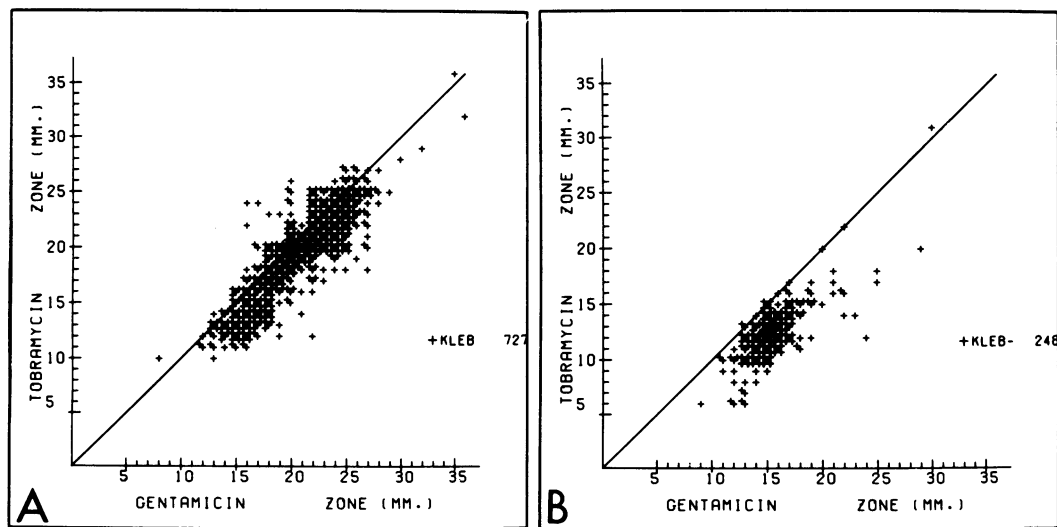 35
30
25
20
15
10
5
TOBRAMYCIN ZONE (MM.)
5 10 15 20 25 30 35
GENTAMICIN ZONE (MM.)
+KLEB 727
A
35
30
25
20
15
10
5
TOBRAMYCIN ZONE (MM.)
5 10 15 20 25 30 35
GENTAMICIN ZONE (MM.)
+KLEB- 248
B